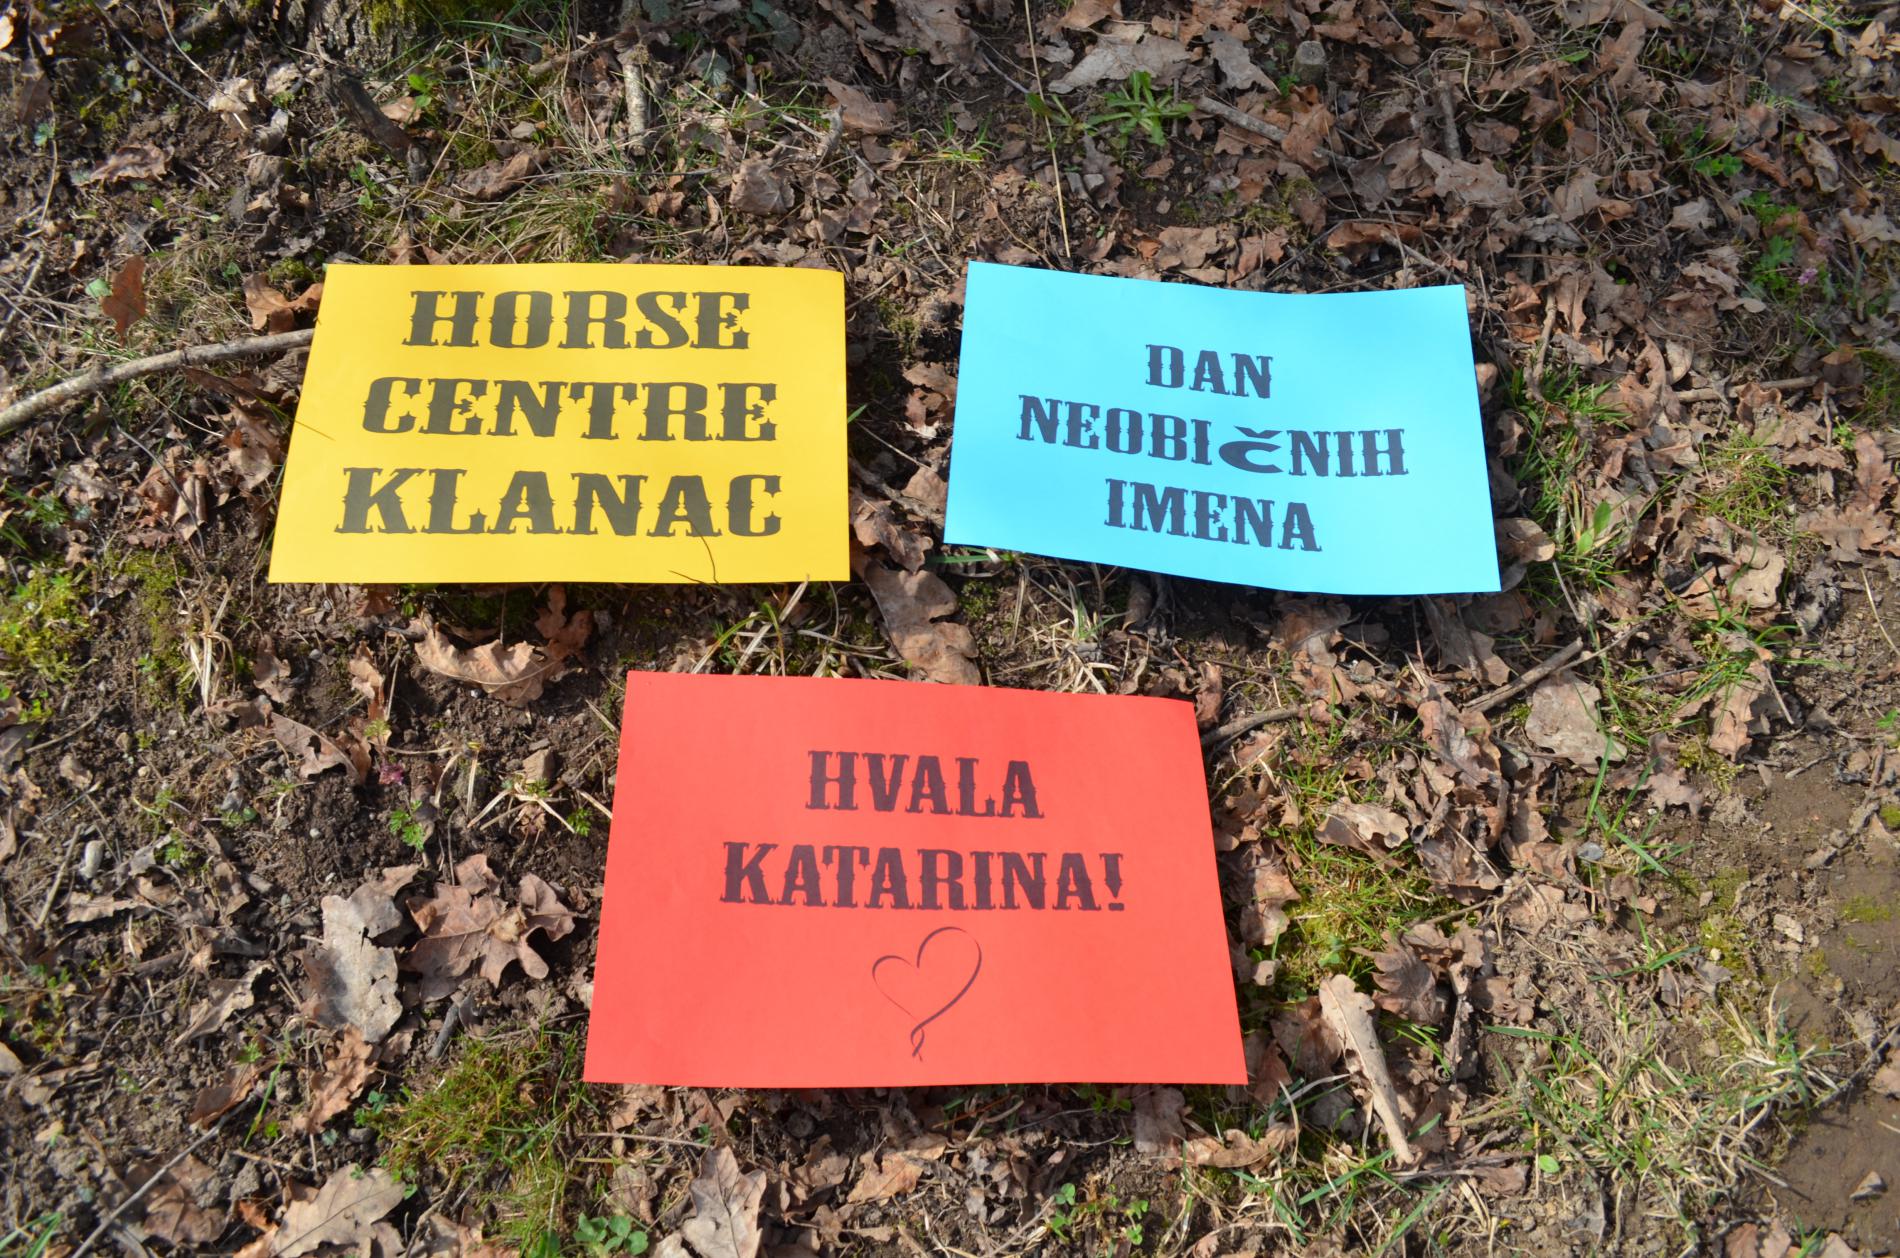 HORSE
CENTRE
KLANAC
DAN
NEOBIČNIH
IMENA
HVALA
KATARINA!